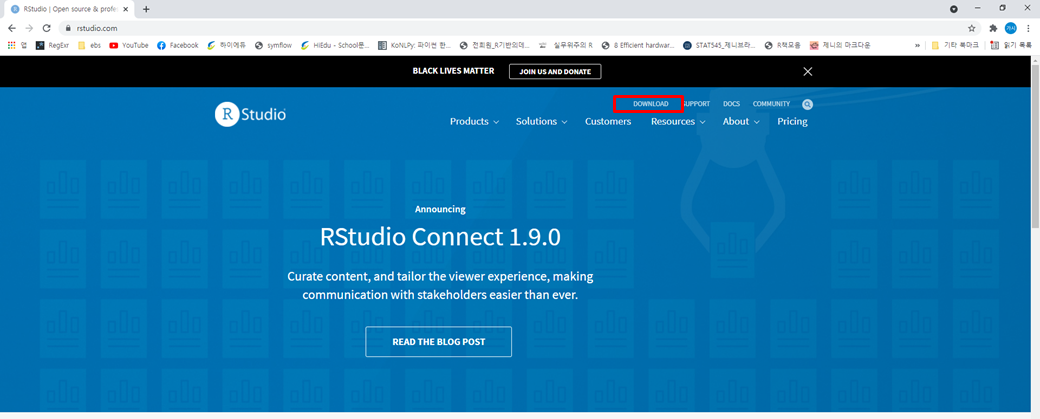 RStudio | Open source & profe
rstudio.com
가시
앱 RegExr ebs YouTube Facebook 하이에듀 symflow HiEdu - School문... KoNLPy: 파이썬 한... 전희원_R기반의데... 실무위주의 R 8 Efficient hardwar... STAT545_제니브라... R책모음 제니의 마크다운 » 기타 북마크 읽기 목록
BLACK LIVES MATTER JOIN US AND DONATE
DOWNLOAD SUPPORT DOCS COMMUNITY
R Studio
Products Solutions Customers Resources About Pricing
Announcing
RStudio Connect 1.9.0
Curate content, and tailor the viewer experience, making
communication with stakeholders easier than ever.
READ THE BLOG POST